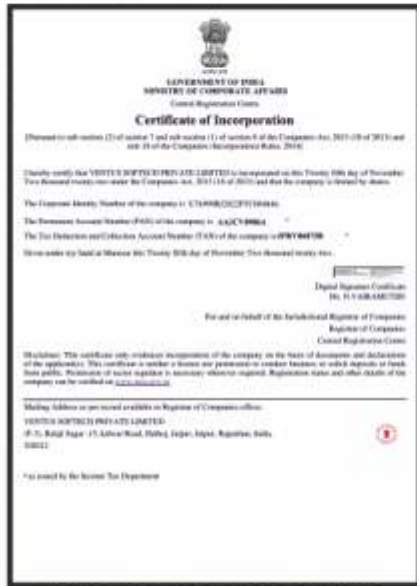 GOVERNMENT OF INDIA
MINISTRY OF CORPORATE AFFAIRS
Central Registration Centre
Certificate of Incorporation
[Pursuant to sub-section (2) of section 7 and sub-section (1) of section 8 of the Companies Act, 2013 (18 of 2013) and
rule 18 of the Companies (Incorporation) Rules, 2014]
I hereby certify that VENTUS SOFTECH PRIVATE LIMITED is incorporated on this Twenty fifth day of November
Two thousand twenty-two under the Companies Act, 2013 (18 of 2013) and that the company is limited by shares.
The Corporate Identity Number of the company is
The Permanent Account Number (PAN) of the company is *
The Tax Deduction and Collection Account Number (TAN) of the company is *
Given under my hand at Manesar this Twenty fifth day of November Two thousand twenty-two.
Digital Signature Certificate
For and on behalf of the Jurisdictional Registrar of Companies
Registrar of Companies
Central Registration Centre
Disclaimer: This certificate only evidences incorporation of the company on the basis of documents and declarations
of the applicant(s). This certificate is neither a license nor permission to conduct business or solicit deposits or funds
from public. Permission of sector regulator is necessary wherever required. Registration status and other details of the
company can be verified on www.mca.gov.in
Mailing Address as per record available in Registrar of Companies office:
VENTUS SOFTECH PRIVATE LIMITED
Jaipur, Jaipur, Rajasthan, India,
* as issued by the Income Tax Department